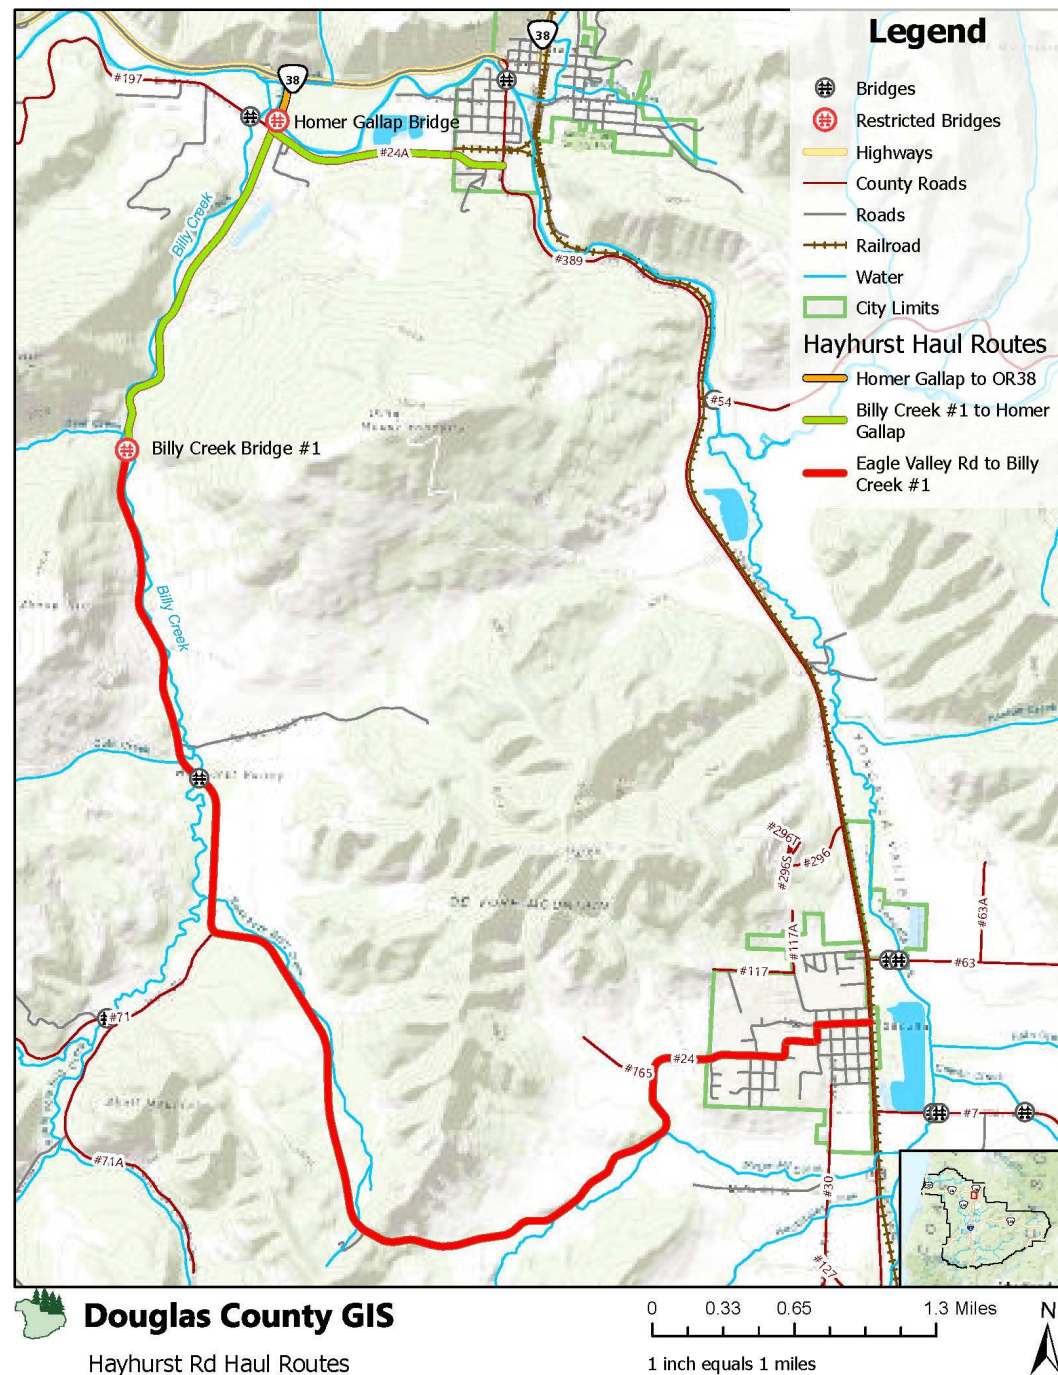 38
38
#197
Homer Gallap Bridge
#24A
Billy Creek
#389
Legend
Bridges
Restricted Bridges
Highways
County Roads
Roads
Railroad
Water
City Limits
Hayhurst Haul Routes
Homer Gallap to OR38
Billy Creek #1 to Homer
Gallap
Eagle Valley Rd to Billy
Creek #1
#54
Billy Creek Bridge #1
Billy Creek
#296T
#296
#296S
#63A
#117A
#117
#63
#71
#24
#165
#7
#71A
#30
#127
Douglas County GIS
Hayhurst Rd Haul Routes
0 0.33 0.65 1.3 Miles
1 inch equals 1 miles
N